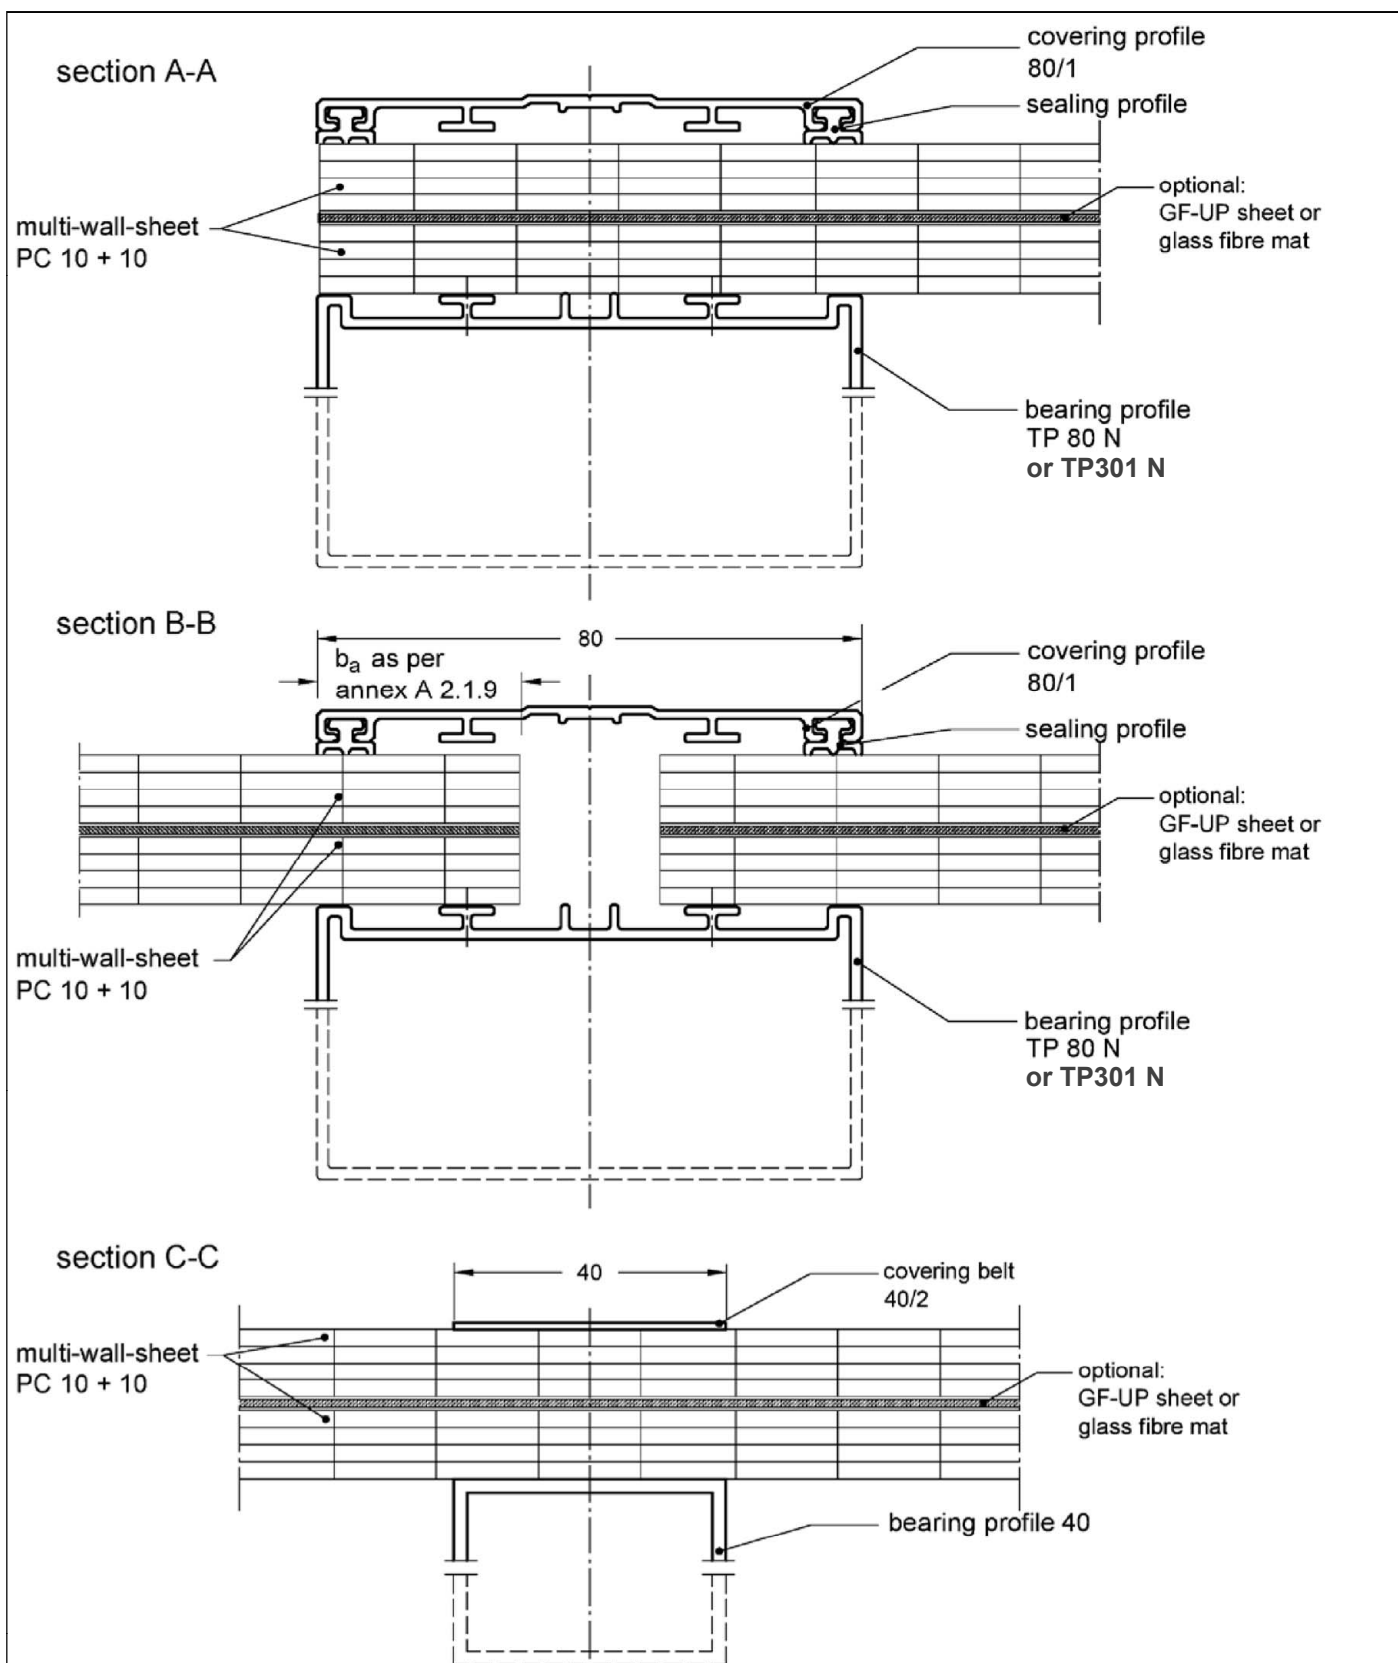 section A-A
covering profile
80/1
sealing profile
optional:
GF-UP sheet or
glass fibre mat
multi-wall-sheet
PC 10 + 10
bearing profile
TP 80 N
or TP301 N
section B-B
80
b_a as per
annex A 2.1.9
covering profile
80/1
sealing profile
optional:
GF-UP sheet or
glass fibre mat
multi-wall-sheet
PC 10 + 10
bearing profile
TP 80 N
or TP301 N
section C-C
40
covering belt
40/2
multi-wall-sheet
PC 10 + 10
optional:
GF-UP sheet or
glass fibre mat
bearing profile 40